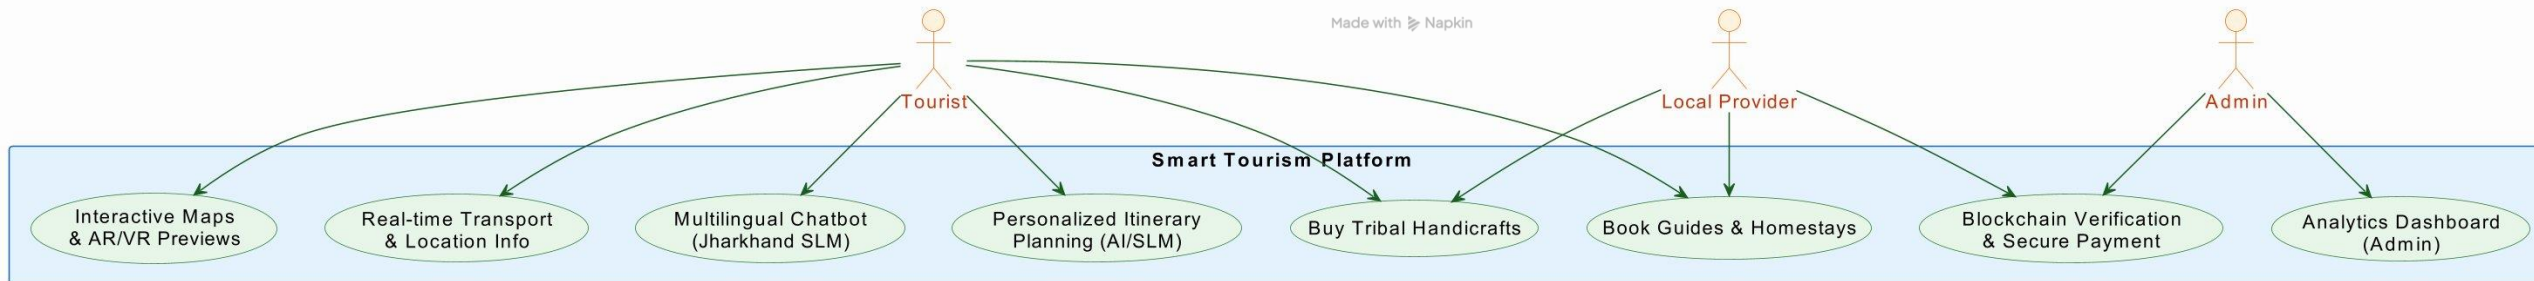 Made with Napkin
Tourist
Local Provider
Admin
Smart Tourism Platform
Interactive Maps
& AR/VR Previews
Real-time Transport
& Location Info
Multilingual Chatbot
(Jharkhand SLM)
Personalized Itinerary
Planning (AI/SLM)
Buy Tribal Handicrafts
Book Guides & Homestays
Blockchain Verification
& Secure Payment
Analytics Dashboard
(Admin)